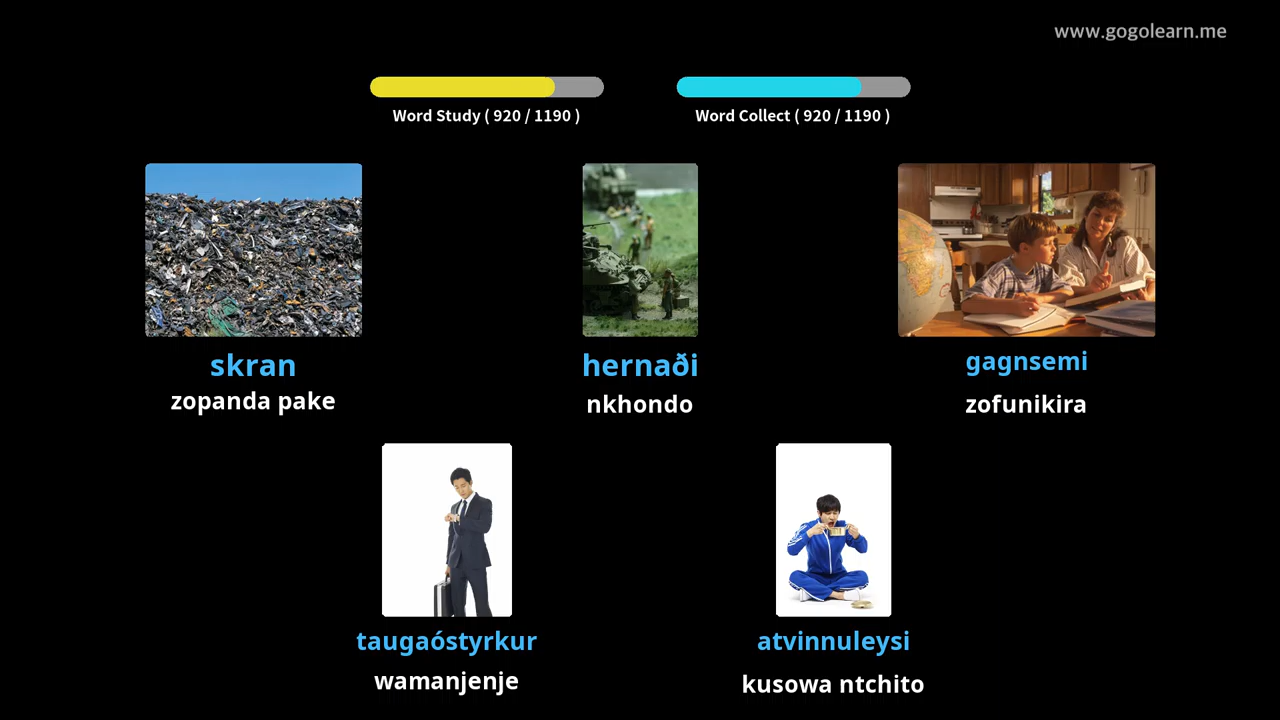 www.gogolearn.me
Word Study ( 920 / 1190 )
Word Collect ( 920 / 1190 )
skran
hernaði
gagnsemi
zopanda pake
nkhondo
zofunikira
taugaóstyrkur
atvinnuleysi
wamanjenje
kusowa ntchito